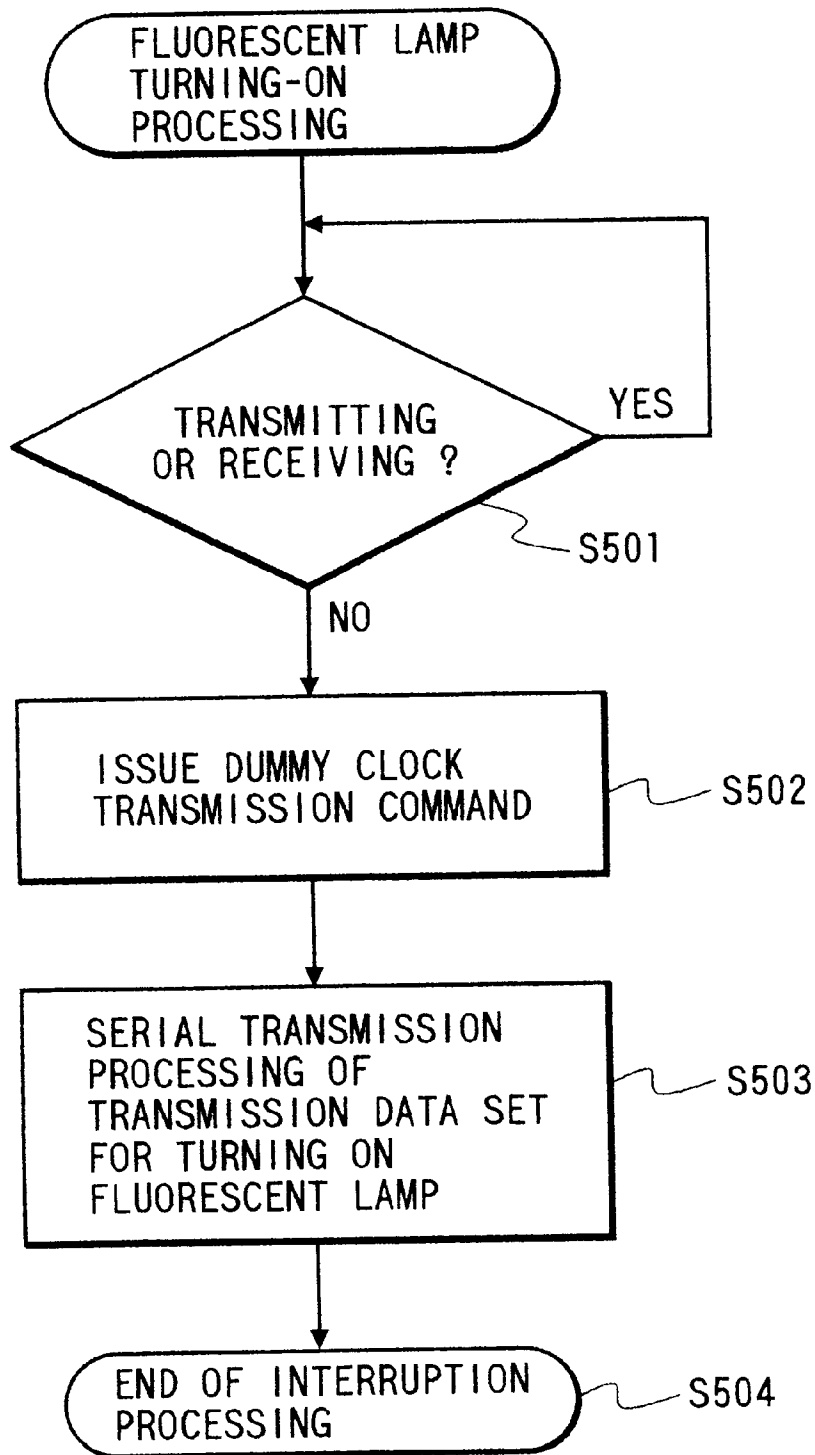 FLUORESCENT LAMP
TURNING-ON
PROCESSING
YES
TRANSMITTING
OR RECEIVING ?
S501
NO
ISSUE DUMMY CLOCK
TRANSMISSION COMMAND
S502
SERIAL TRANSMISSION
PROCESSING OF
TRANSMISSION DATA SET
FOR TURNING ON
FLUORESCENT LAMP
S503
END OF INTERRUPTION
PROCESSING
S504